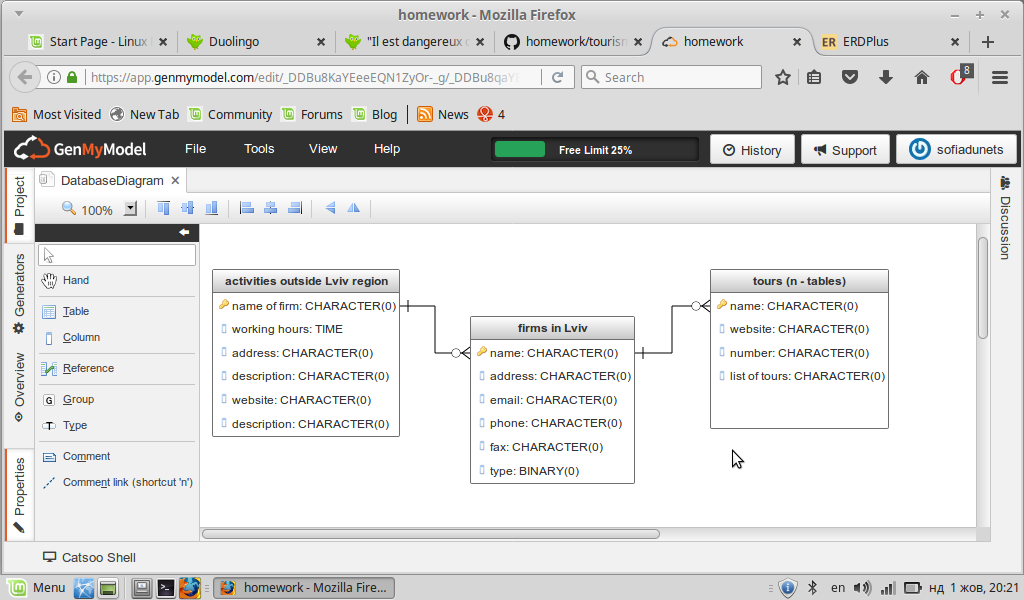 homework - Mozilla Firefox
Start Page - Linux
Duolingo
"Il est dangereux
homework/tourism
homework
ERDPlus
https://app.genmymodel.com/edit/_DDBu8KaYEeeEQN1ZyOr-_g/_DDBu8qaYE
Search
8
Most Visited
New Tab
Community
Forums
Blog
News
4
GenMyModel
File
Tools
View
Help
Free Limit 25%
History
Support
sofiadunets
Project
Generators
Overview
Properties
DatabaseDiagram
100%
Hand
Table
Column
Reference
Group
Type
Comment
Comment link (shortcut 'n')
activities outside Lviv region
name of firm: CHARACTER(0)
working hours: TIME
address: CHARACTER(0)
description: CHARACTER(0)
website: CHARACTER(0)
description: CHARACTER(0)
firms in Lviv
name: CHARACTER(0)
address: CHARACTER(0)
email: CHARACTER(0)
phone: CHARACTER(0)
fax: CHARACTER(0)
type: BINARY(0)
tours (n - tables)
name: CHARACTER(0)
website: CHARACTER(0)
number: CHARACTER(0)
list of tours: CHARACTER(0)
Discussion
Catsoo Shell
Menu
homework - Mozilla Fire...
en
нд 1 жов, 20:21